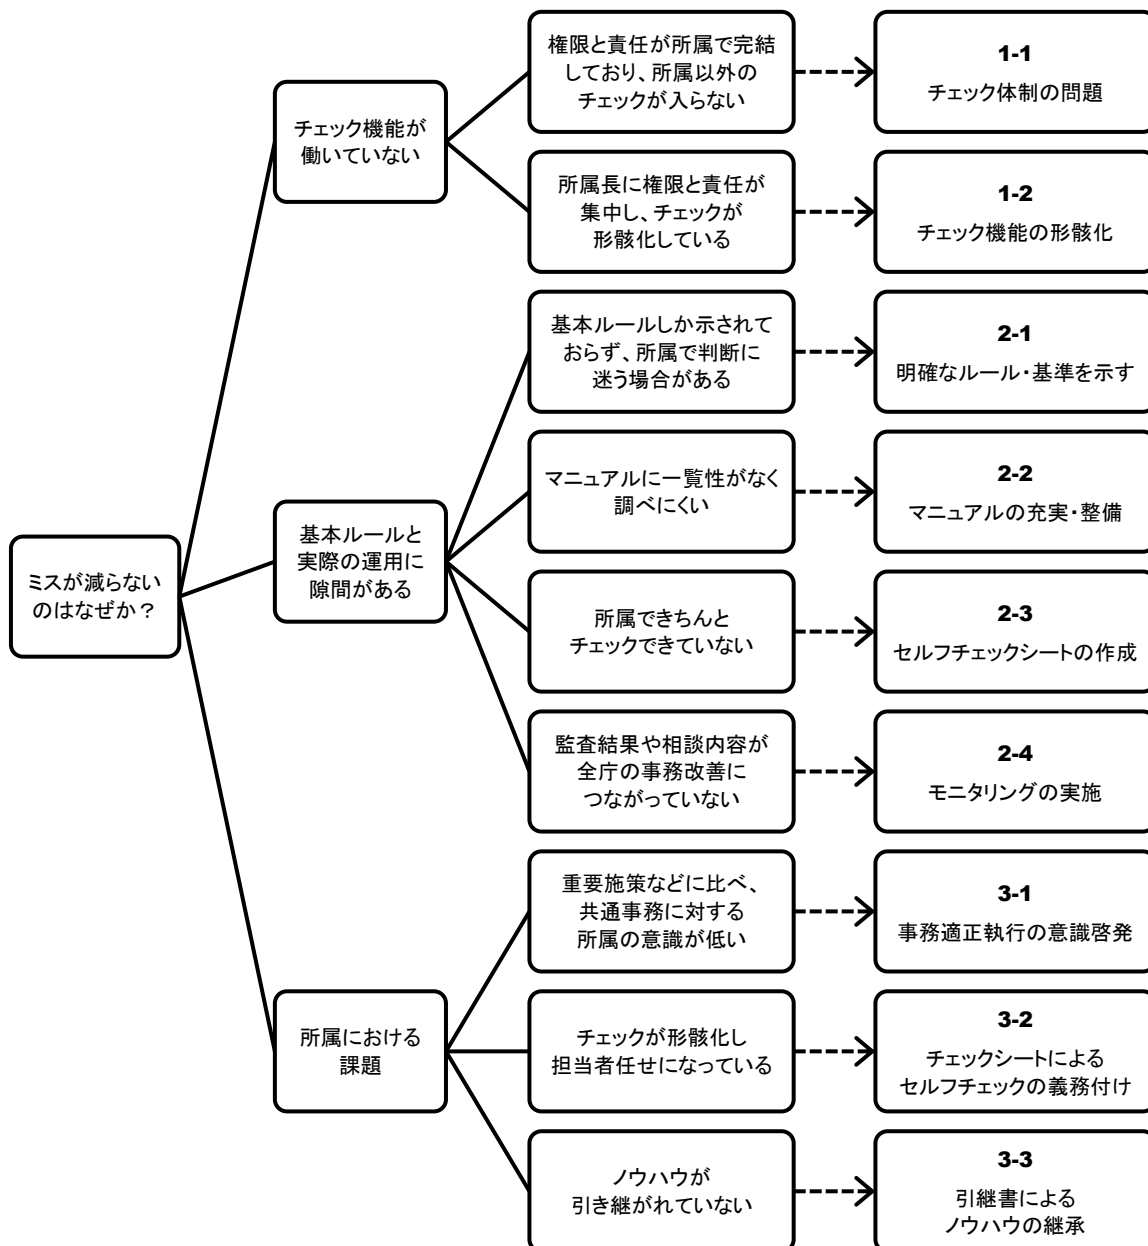 ミスが減らない
のはなぜか？
チェック機能が
働いていない
権限と責任が所属で完結
しており、所属以外の
チェックが入らない
1-1
チェック体制の問題
所属長に権限と責任が
集中し、チェックが
形骸化している
1-2
チェック機能の形骸化
基本ルールと
実際の運用に
隙間がある
基本ルールしか示されて
おらず、所属で判断に
迷う場合がある
2-1
明確なルール・基準を示す
マニュアルに一覧性がなく
調べにくい
2-2
マニュアルの充実・整備
所属できちんと
チェックできていない
2-3
セルフチェックシートの作成
監査結果や相談内容が
全庁の事務改善に
つながっていない
2-4
モニタリングの実施
所属における
課題
重要施策などに比べ、
共通事務に対する
所属の意識が低い
3-1
事務適正執行の意識啓発
チェックが形骸化し
担当者任せになっている
3-2
チェックシートによる
セルフチェックの義務付け
ノウハウが
引き継がれていない
3-3
引継書による
ノウハウの継承